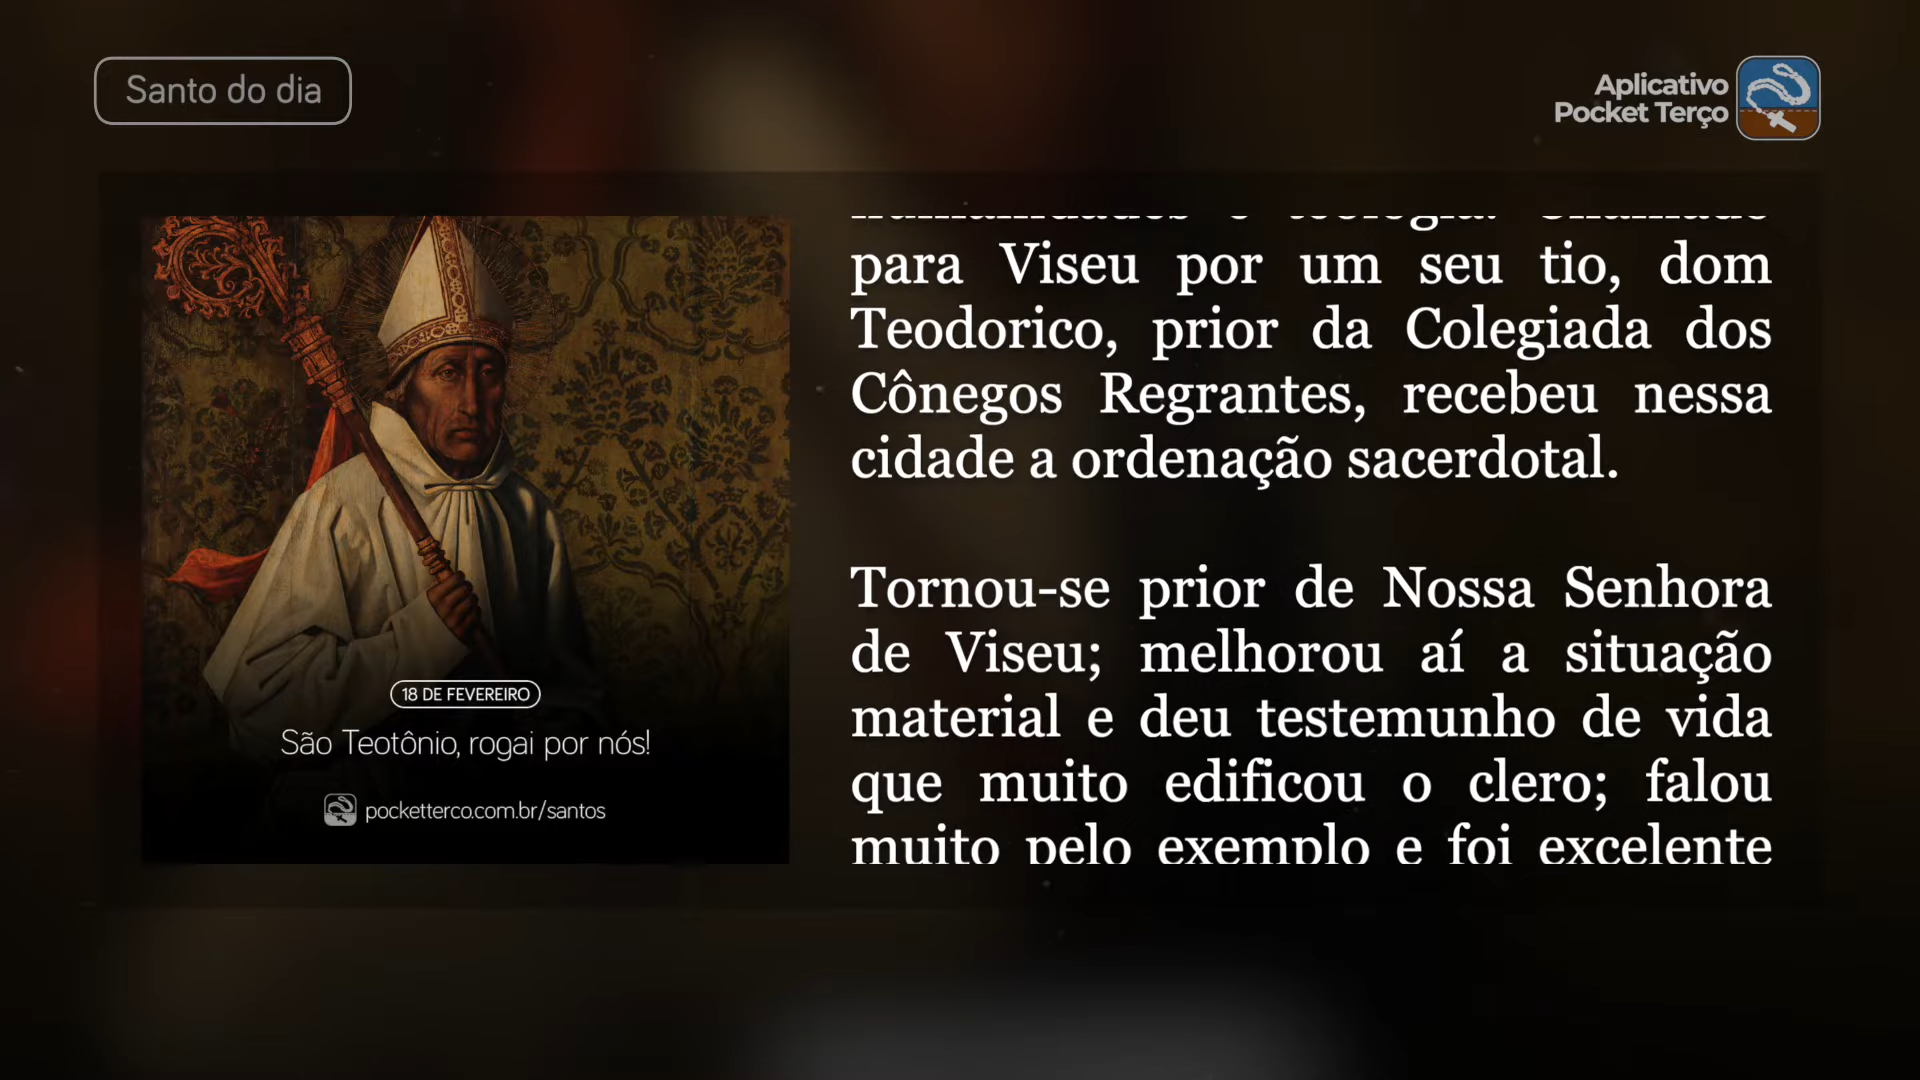 Santo do dia
Aplicativo
Pocket Terço
para Viseu por um seu tio, dom
Teodorico, prior da Colegiada dos
Cônegos Regrantes, recebeu nessa
cidade a ordenação sacerdotal.
Tornou-se prior de Nossa Senhora
de Viseu; melhorou aí a situação
material e deu testemunho de vida
que muito edificou o clero; falou
muito pelo exemplo e foi excelente
18 DE FEVEREIRO
São Teotônio, rogai por nós!
pocketterco.com.br/santos